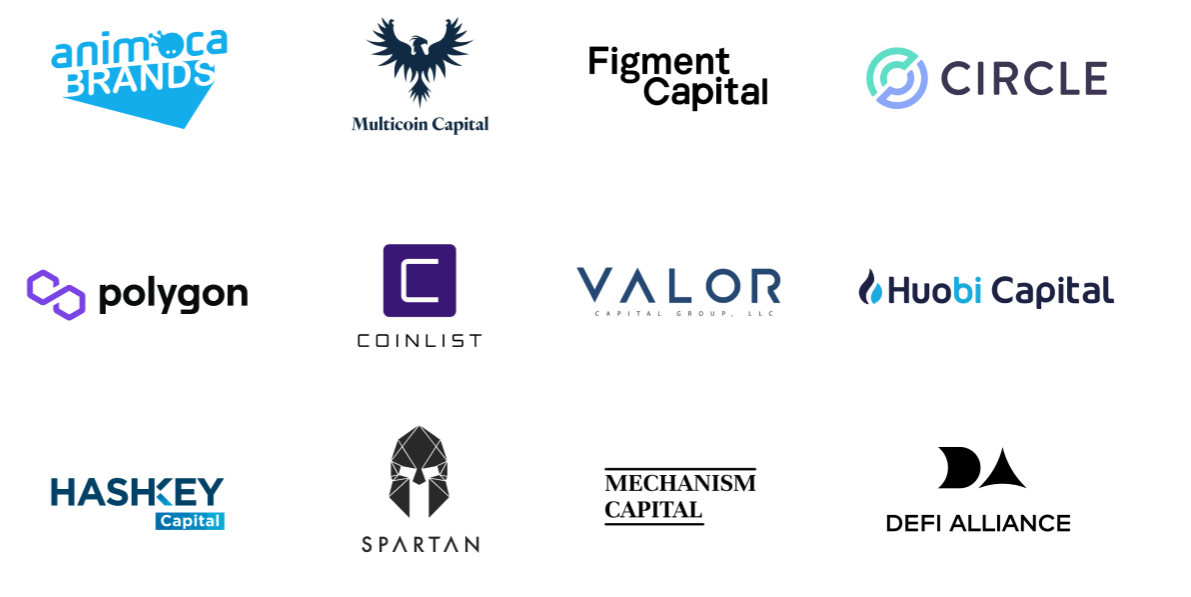 animoca
BRANDS
Multicoin Capital
Figment
Capital
CIRCLE
polygon
C
COINLIST
VALOR
CAPITAL GROUP, LLC
Huobi Capital
HASHKEY
Capital
SPARTAN
MECHANISM
CAPITAL
DA
DEFI ALLIANCE